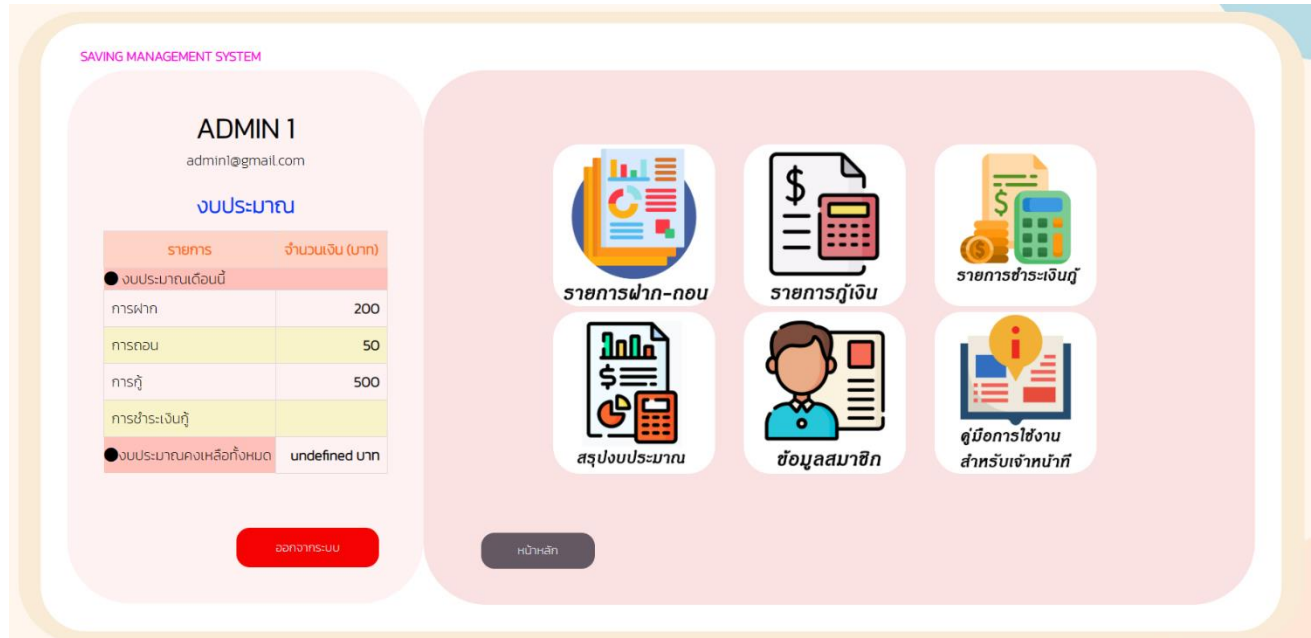 SAVING MANAGEMENT SYSTEM
ADMIN 1
admin1@gmail.com
งบประมาณ
รายการ จำนวนเงิน (บาท)
งบประมาณเดือนนี้
การฝาก 200
การถอน 50
การกู้ 500
การชำระเงินกู้
งบประมาณคงเหลือทั้งหมด undefined บาท
ออกจากระบบ
รายการฝาก-ถอน
รายการกู้เงิน
รายการชำระเงินกู้
สรุปงบประมาณ
ข้อมูลสมาชิก
คู่มือการใช้งาน
สำหรับเจ้าหน้าที่
หน้าหลัก